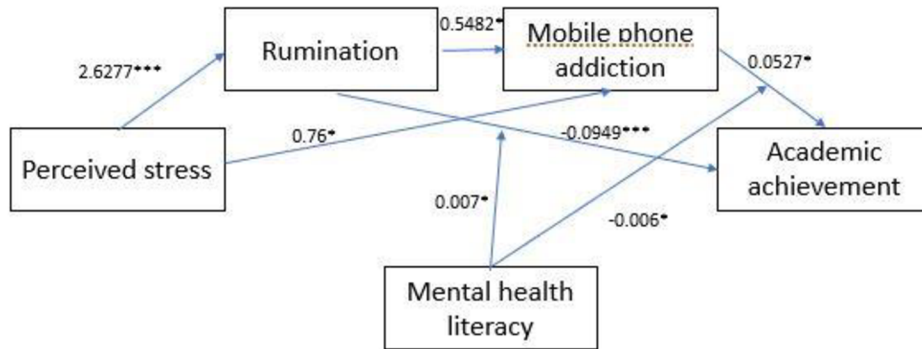 0.5482*
Rumination
Mobile phone
addiction
2.6277***
0.0527*
0.76*
-0.0949***
Perceived stress
Academic
achievement
0.007*
-0.006*
Mental health
literacy